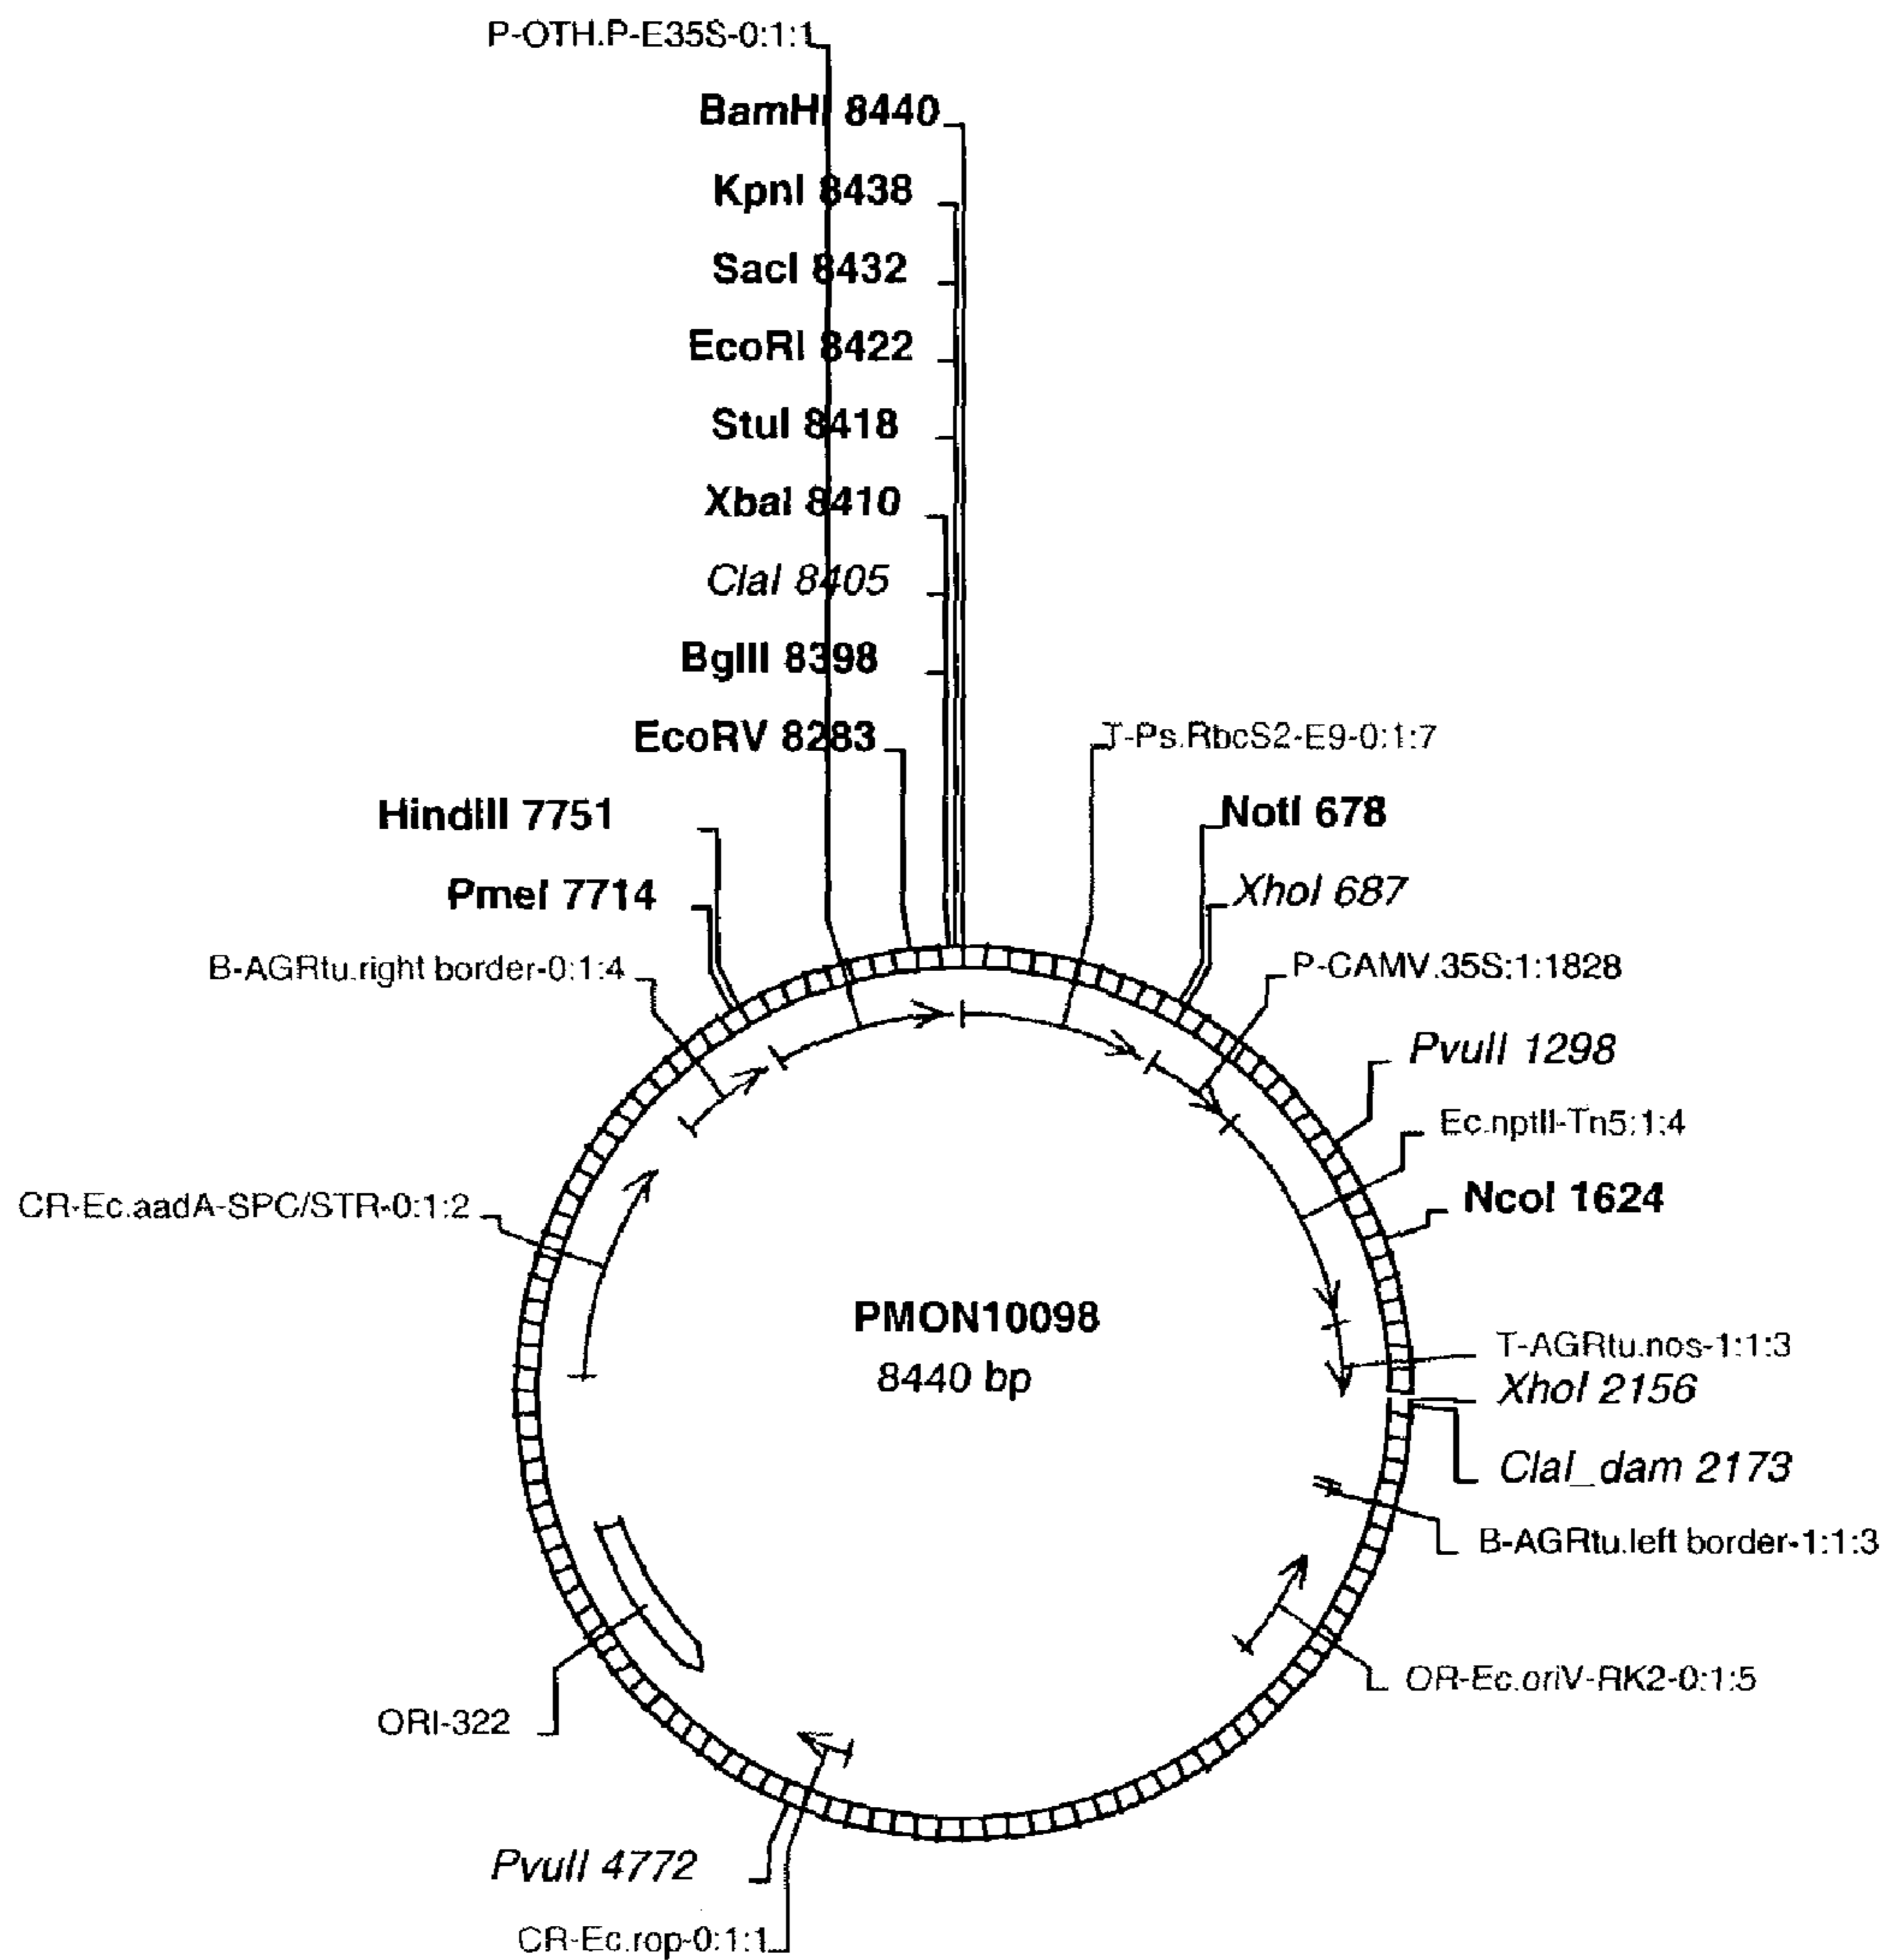 P-OTH.P-E35S-0:1:1
BamHI 8440
KpnI 8438
SacI 8432
EcoRI 8422
StuI 8418
XbaI 8410
ClaI 8405
BglII 8398
EcoRV 8283
T-Ps.RbcS2-E9-0:1:7
HindIII 7751
NotI 678
PmeI 7714
XhoI 687
B-AGRtu.right border-0:1:4
P-CAMV.35S:1:1828
PvuII 1298
Ec.nptII-Tn5:1:4
CR-Ec.aadA-SPC/STR-0:1:2
NcoI 1624
PMON10098
8440 bp
T-AGRtu.nos-1:1:3
XhoI 2156
ClaI_dam 2173
B-AGRtu.left border-1:1:3
OR-Ec.oriV-RK2-0:1:5
ORI-322
PvuII 4772
CR-Ec.rop-0:1:1